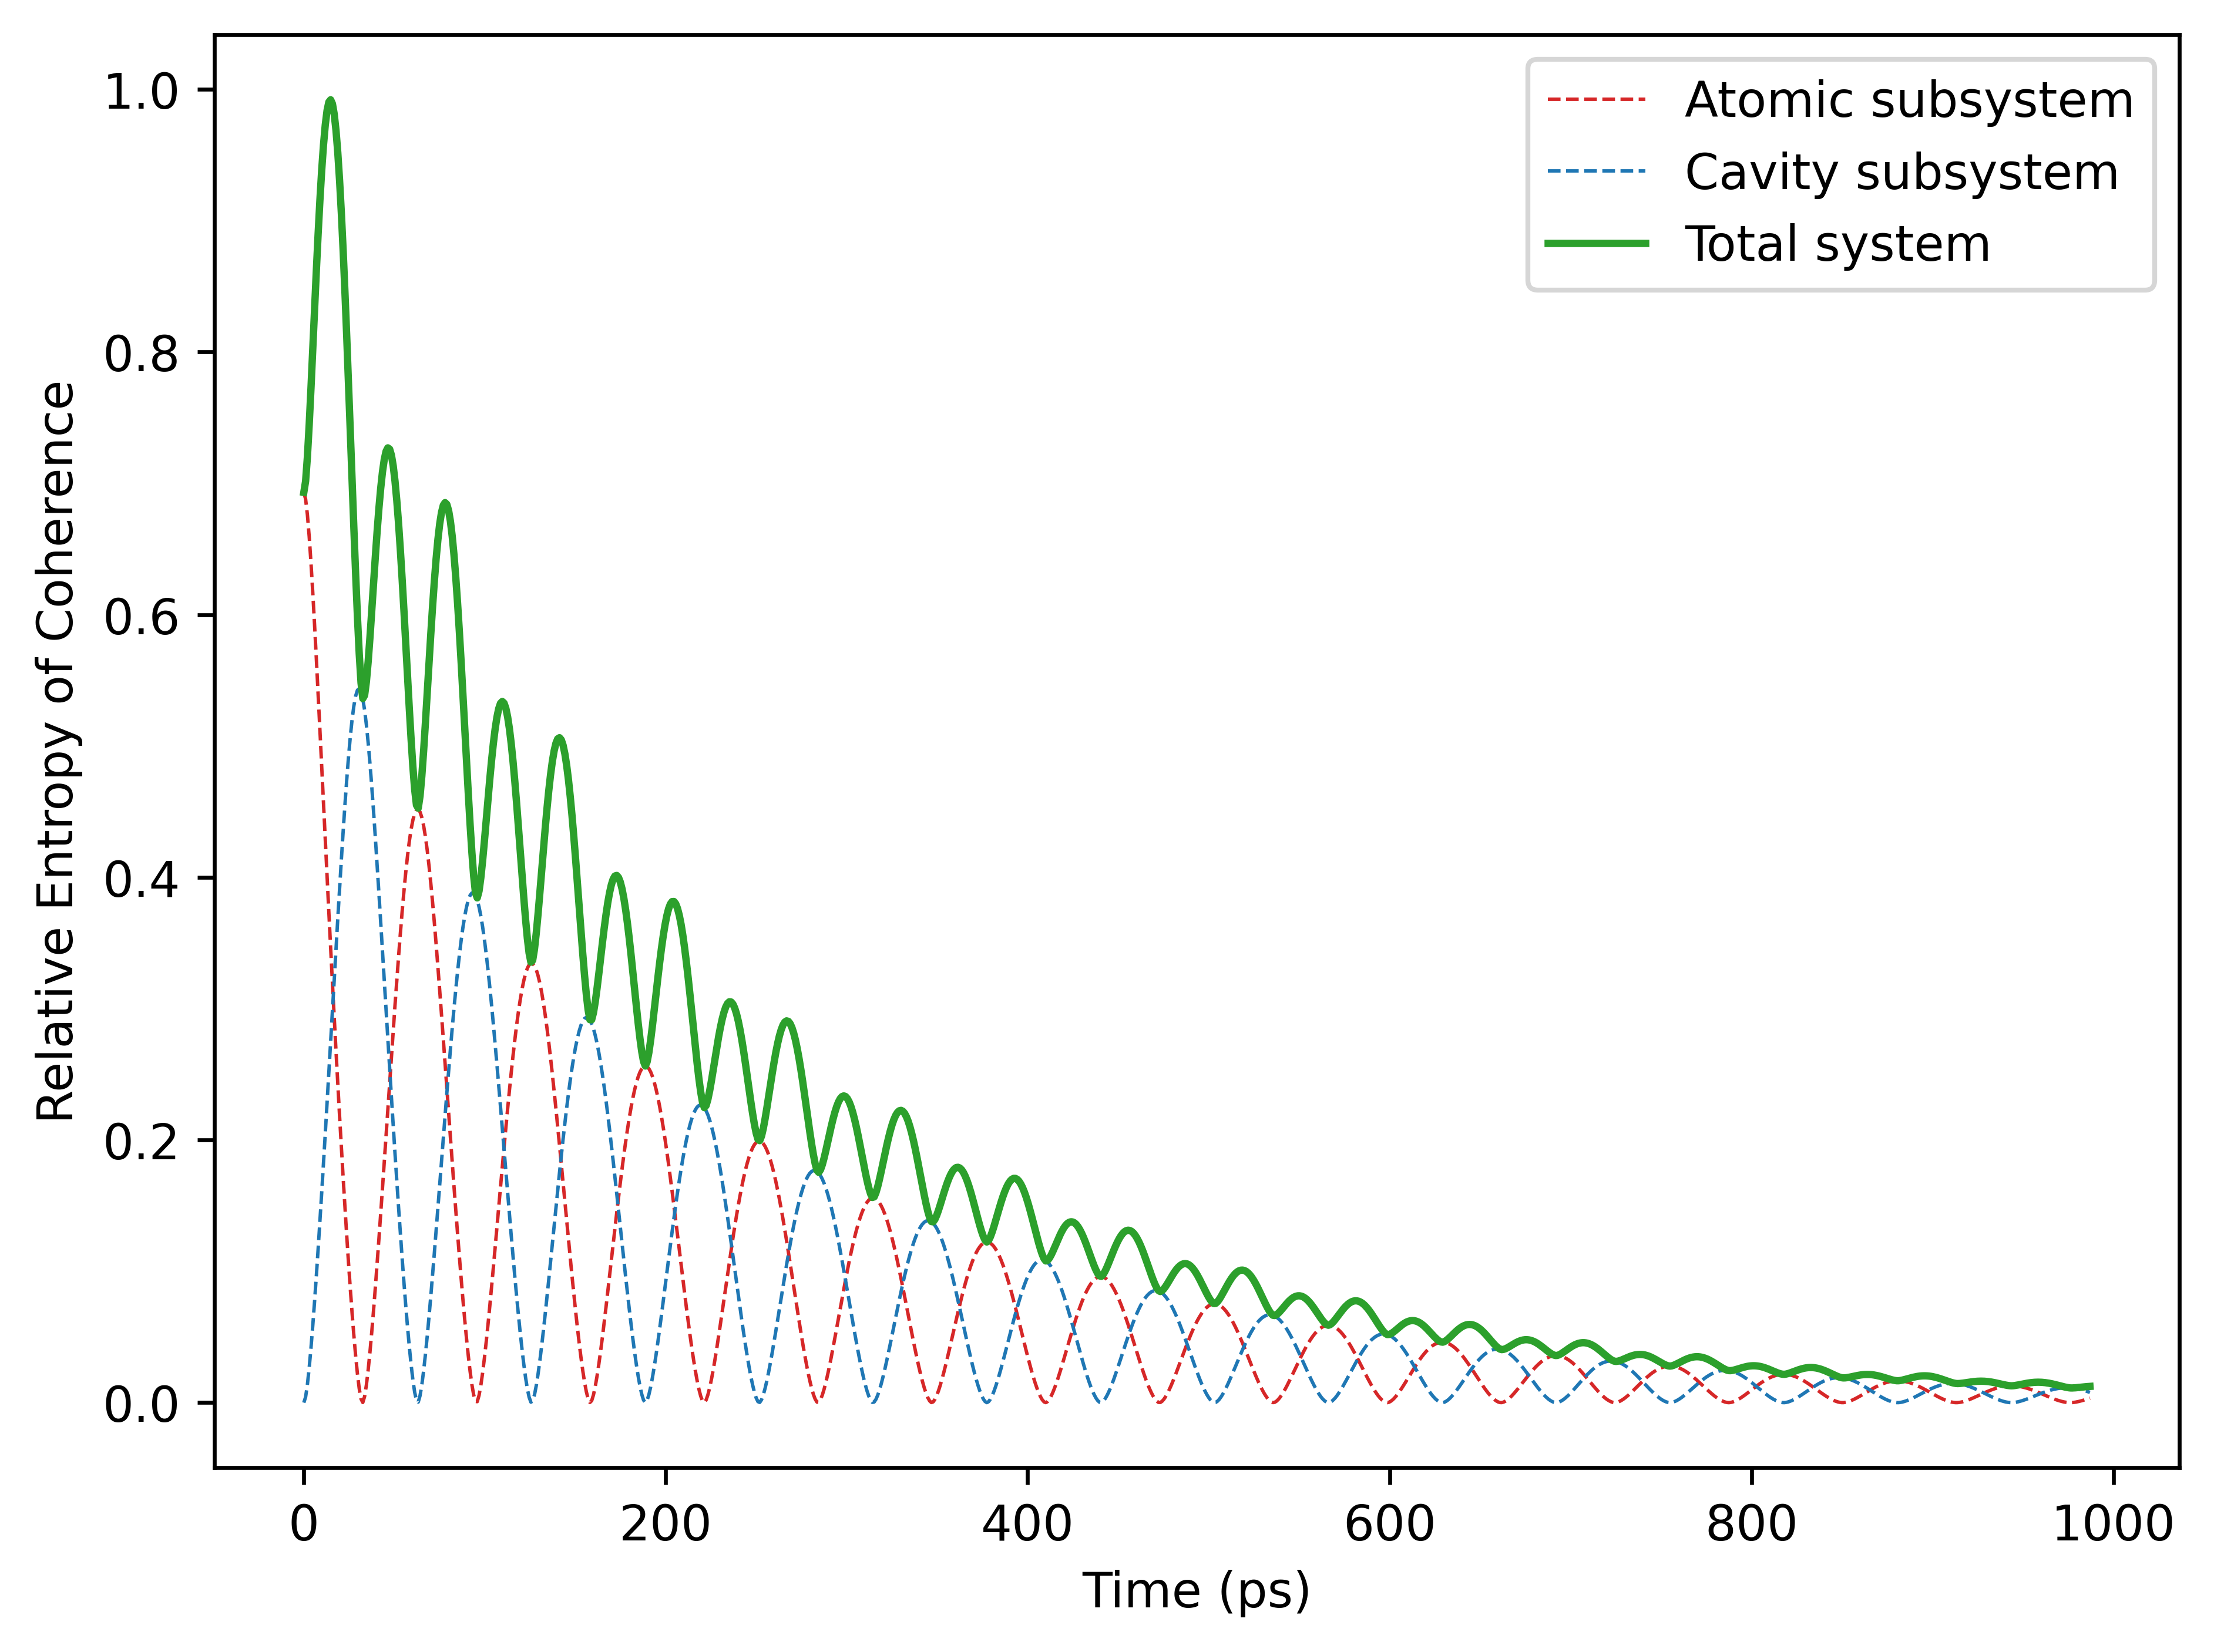 Atomic subsystem
Cavity subsystem
Total system
Relative Entropy of Coherence
1.0
0.8
0.6
0.4
0.2
0.0
0 200 400 600 800 1000
Time (ps)